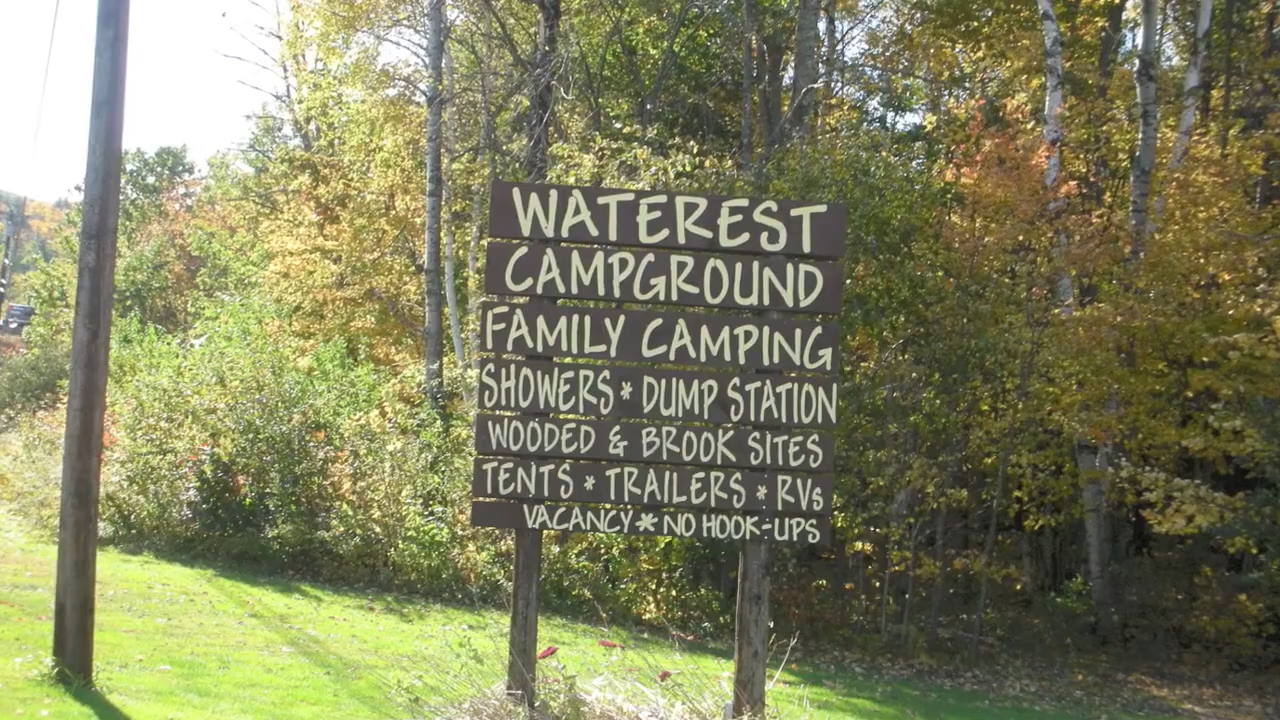 WATEREST
CAMPGROUND
FAMILY CAMPING
SHOWERS * DUMP STATION
WOODED & BROOK SITES
TENTS * TRAILERS * RVs
VACANCY * NO HOOK-UPS